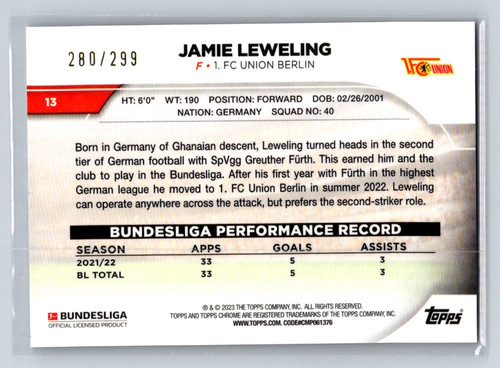 280/299
JAMIE LEWELING
F • 1. FC UNION BERLIN
1.FC UNION
13
HT: 6'0" WT: 190 POSITION: FORWARD DOB: 02/26/2001
NATION: GERMANY SQUAD NO: 40
Born in Germany of Ghanaian descent, Leweling turned heads in the second
tier of German football with SpVgg Greuther Fürth. This earned him and the
club to play in the Bundesliga. After his first year with Fürth in the highest
German league he moved to 1. FC Union Berlin in summer 2022. Leweling
can operate anywhere across the attack, but prefers the second-striker role.
BUNDESLIGA PERFORMANCE RECORD
SEASON APPS GOALS ASSISTS
2021/22 33 5 3
BL TOTAL 33 5 3
BUNDESLIGA
OFFICIAL LICENSED PRODUCT
® & © 2023 THE TOPPS COMPANY, INC. ALL RIGHTS RESERVED.
TOPPS AND TOPPS CHROME ARE REGISTERED TRADEMARKS OF THE TOPPS COMPANY, INC.
WWW.TOPPS.COM. CODE#CMP061376
topps